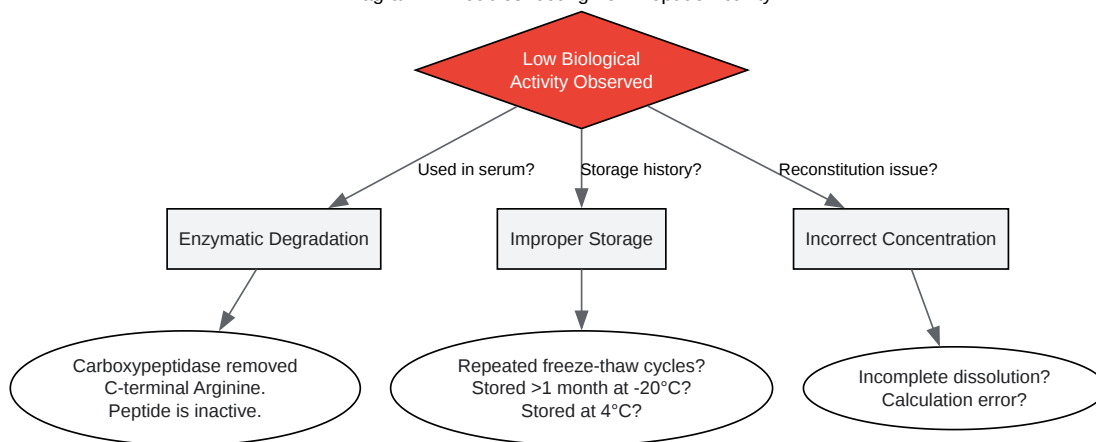 Low Biological
Activity Observed
Used in serum?
Storage history?
Reconstitution issue?
Enzymatic Degradation
Improper Storage
Incorrect Concentration
Carboxypeptidase removed
C-terminal Arginine.
Peptide is inactive.
Repeated freeze-thaw cycles?
Stored >1 month at -20°C?
Stored at 4°C?
Incomplete dissolution?
Calculation error?